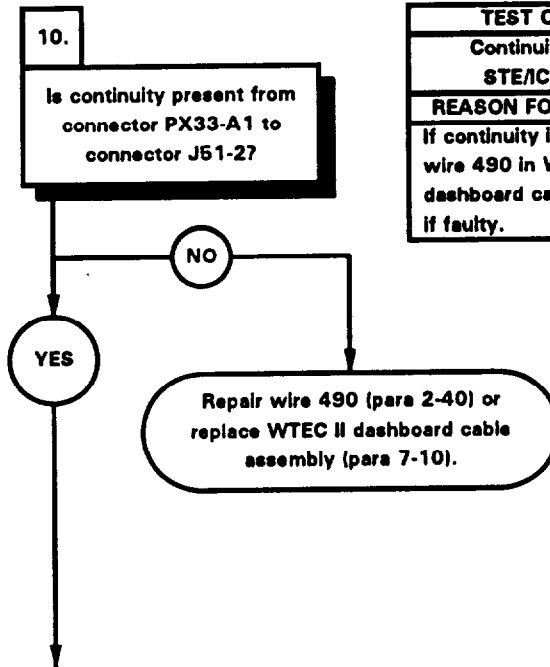 10.
Is continuity present from
connector PX33-A1 to
connector J51-2?
NO
YES
Repair wire 490 (para 2-40) or
replace WTEC II dashboard cable
assembly (para 7-10).
TEST
Continui
STE/IC
REASON FO
If continuity i
wire 490 in
dashboard ca
if faulty.